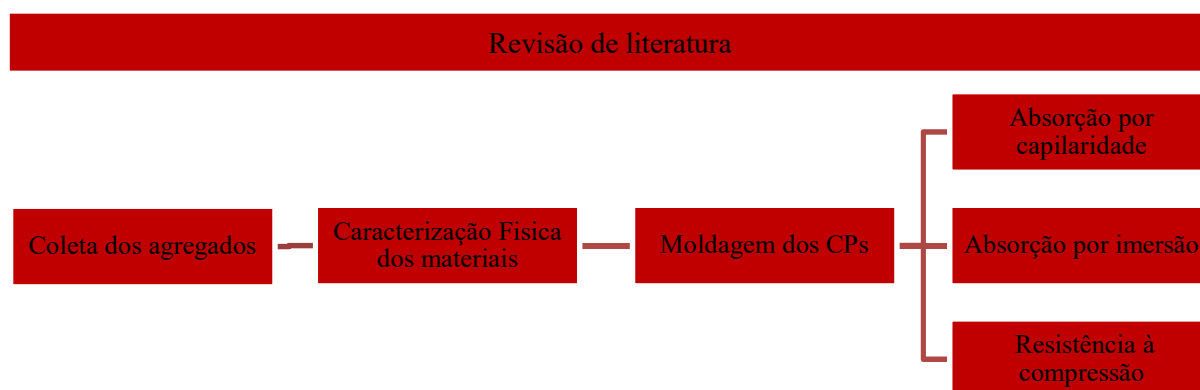 Revisão de literatura
Coleta dos agregados
Caracterização Fisica
dos materiais
Moldagem dos CPs
Absorção por
capilaridade
Absorção por imersão
Resistência à
compressão